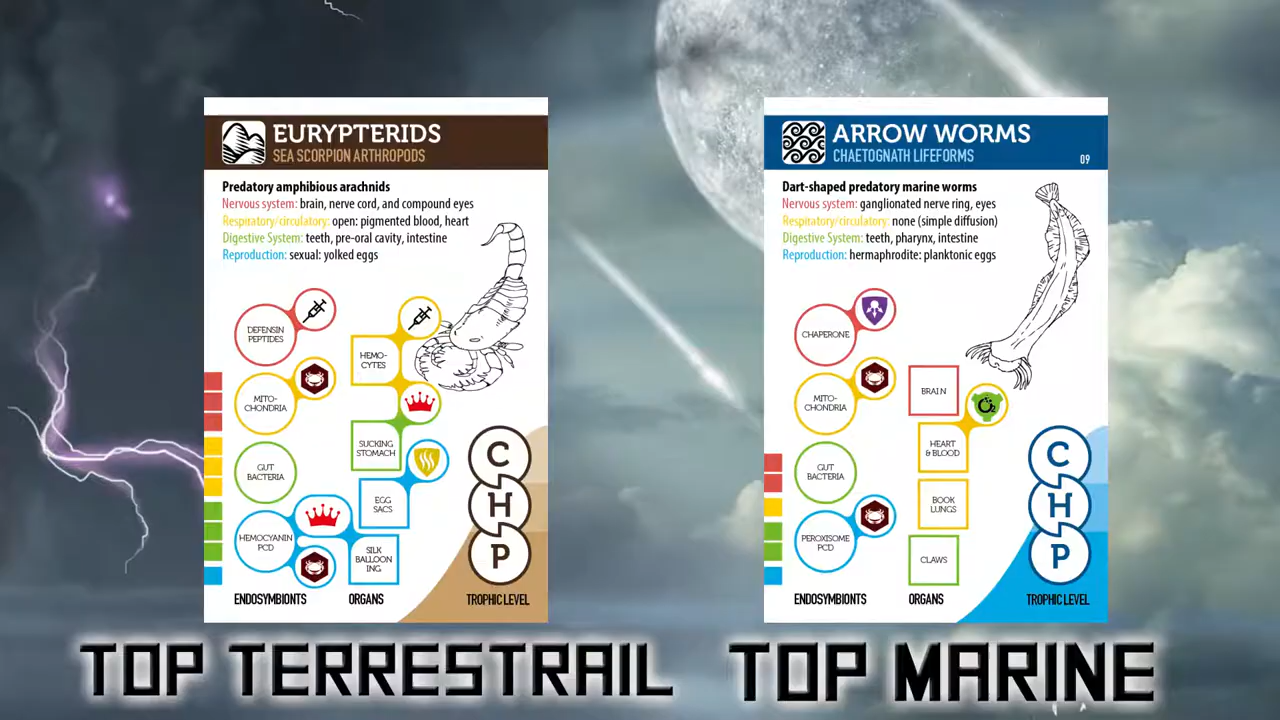 EURYPTERIDS
SEA SCORPION ARTHROPODS
Predatory amphibious arachnids
Nervous system: brain, nerve cord, and compound eyes
Respiratory/circulatory: open: pigmented blood, heart
Digestive System: teeth, pre-oral cavity, intestine
Reproduction: sexual: yolked eggs
DEFENSIN
PEPTIDES
HEMO-
CYTES
MITO-
CHONDRIA
SUCKING
STOMACH
GUT
BACTERIA
EGG
SACS
HEMOCYANIN
PCD
SILK
BALLOON
ING
C
H
P
ENDOSYMBIONTS
ORGANS
TROPHIC LEVEL
ARROW WORMS
CHAETOGNATH LIFEFORMS
09
Dart-shaped predatory marine worms
Nervous system: ganglionated nerve ring, eyes
Respiratory/circulatory: none (simple diffusion)
Digestive System: teeth, pharynx, intestine
Reproduction: hermaphrodite: planktonic eggs
CHAPERONE
MITO-
CHONDRIA
BRAIN
O2
HEART
& BLOOD
GUT
BACTERIA
BOOK
LUNGS
PEROXISOME
PCD
CLAWS
C
H
P
ENDOSYMBIONTS
ORGANS
TROPHIC LEVEL
TOP TERRESTRAIL
TOP MARINE